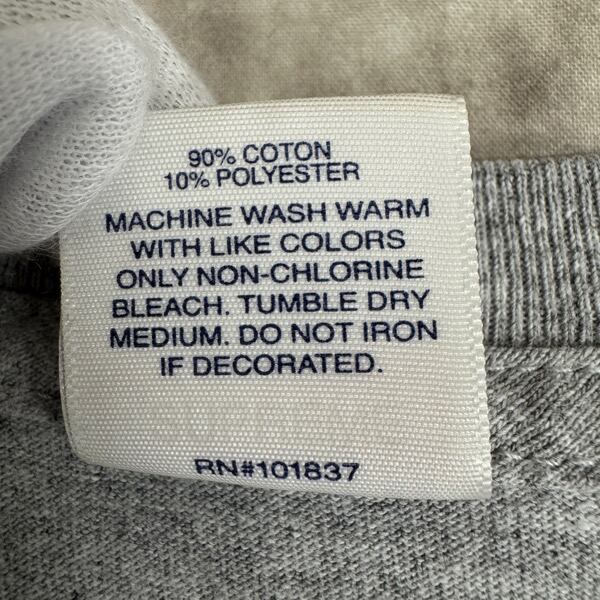 90% COTON
10% POLYESTER
MACHINE WASH WARM
WITH LIKE COLORS
ONLY NON-CHLORINE
BLEACH. TUMBLE DRY
MEDIUM. DO NOT IRON
IF DECORATED.
RN#101837